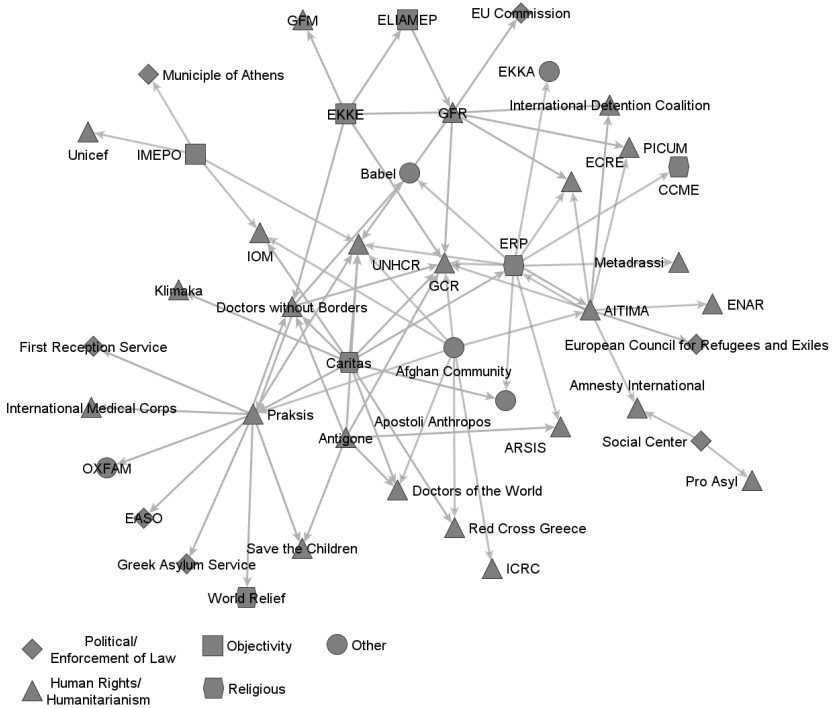 GFM
ELIAMEP
EU Commission
EKKA
Municiple of Athens
EKKE
GFR
International Detention Coalition
Unicef
IMEPO
PICUM
ECRE
Babel
CCME
ERP
IOM
UNHCR
Metadrassi
GCR
Klimaka
Doctors without Borders
AITIMA
ENAR
First Reception Service
European Council for Refugees and Exiles
Caritas
Afghan Community
Amnesty International
International Medical Corps
Praksis
Apostoli Anthropos
Antigone
ARSIS
Social Center
OXFAM
Pro Asyl
Doctors of the World
EASO
Red Cross Greece
Save the Children
Greek Asylum Service
ICRC
World Relief
Political/
Enforcement of Law
Objectivity
Other
Human Rights/
Humanitarianism
Religious